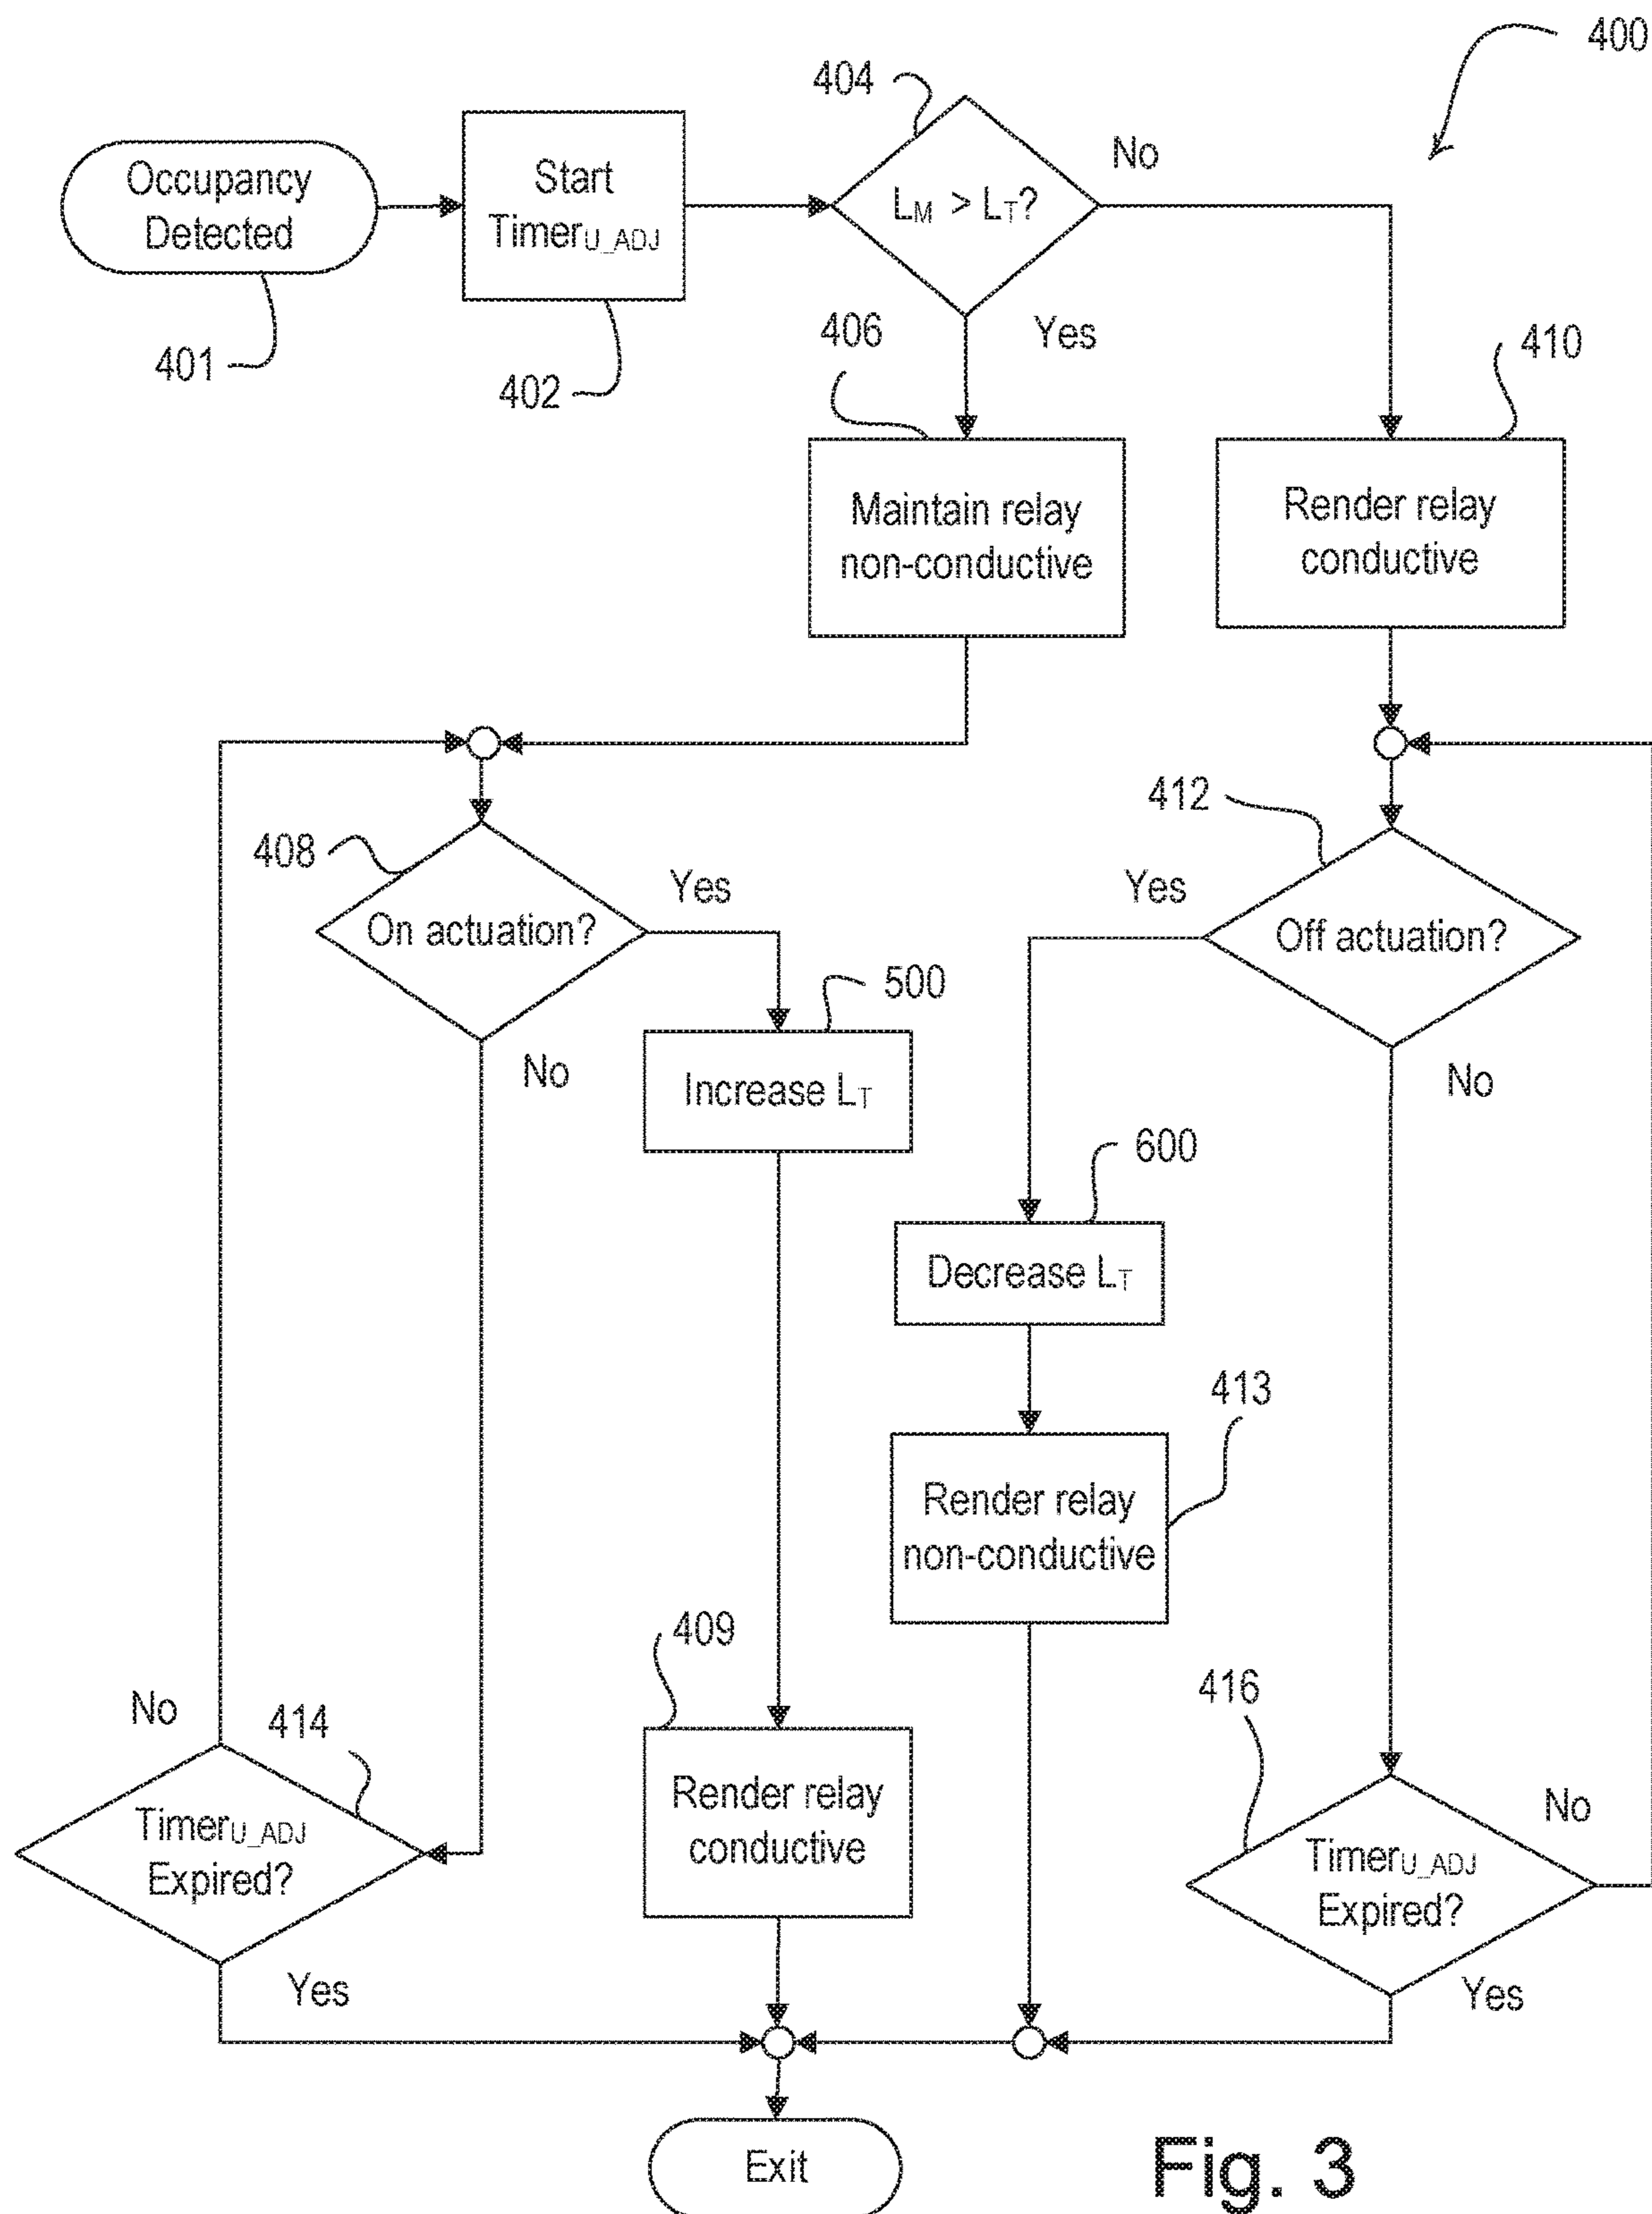 400
404
No
Occupancy
Detected
Start
TimerU_ADJ
LM > LT?
401
402
406
Yes
410
Maintain relay
non-conductive
Render relay
conductive
408
412
On actuation?
Yes
Yes
Off actuation?
500
No
No
Increase LT
600
Decrease LT
413
Render relay
non-conductive
409
416
No
414
TimerU_ADJ
Expired?
Render relay
conductive
No
TimerU_ADJ
Expired?
Yes
Yes
Exit
Fig. 3